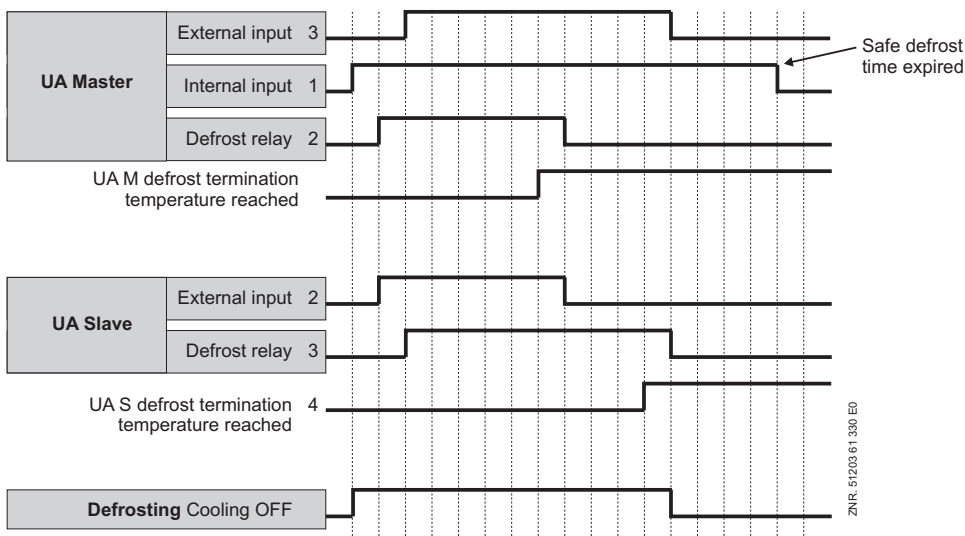 External input 3
UA Master
Internal input 1
Defrost relay 2
Safe defrost
time expired
UA M defrost termination
temperature reached
External input 2
UA Slave
Defrost relay 3
UA S defrost termination 4
temperature reached
Defrosting Cooling OFF
ZNR. 51203 61 330 E0